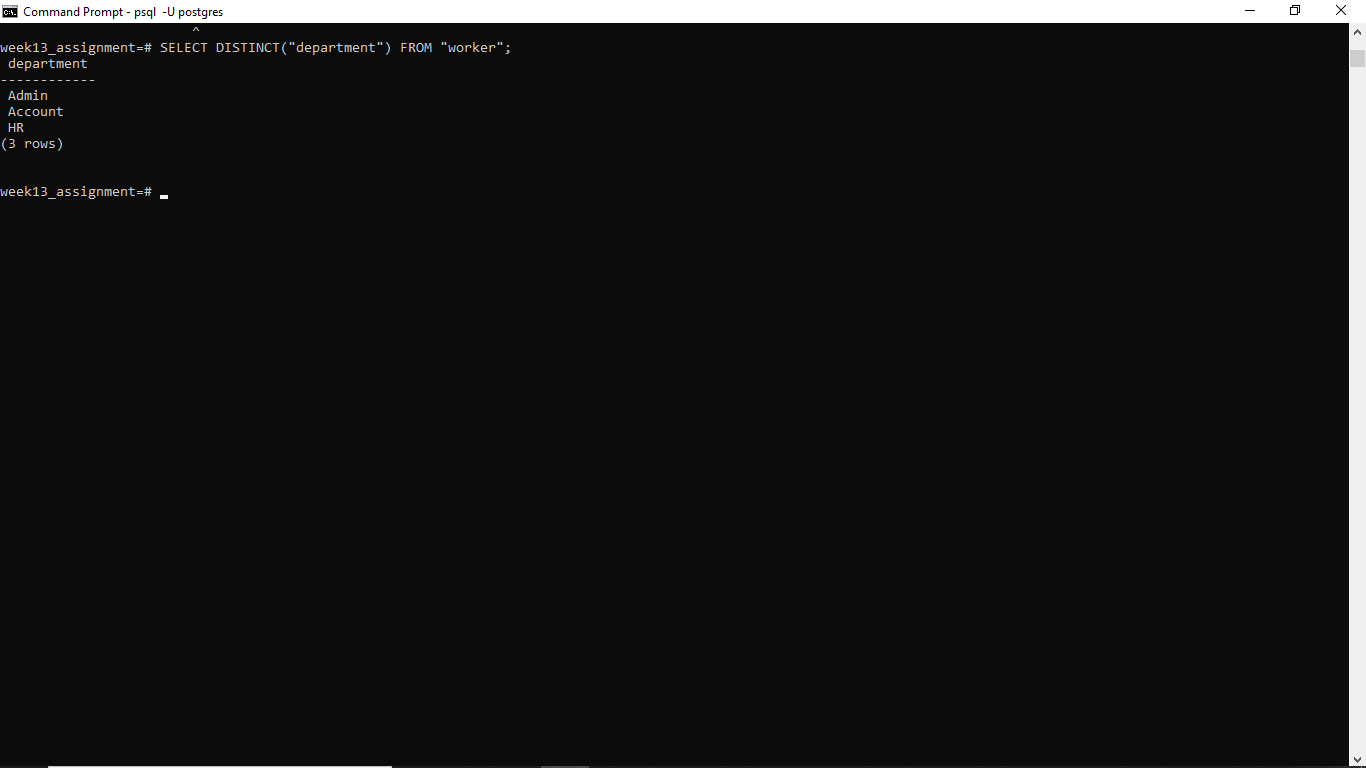 Command Prompt - psql  -U postgres
^
week13_assignment=# SELECT DISTINCT("department") FROM "worker";
 department
------------
 Admin
 Account
 HR
(3 rows)
week13_assignment=#